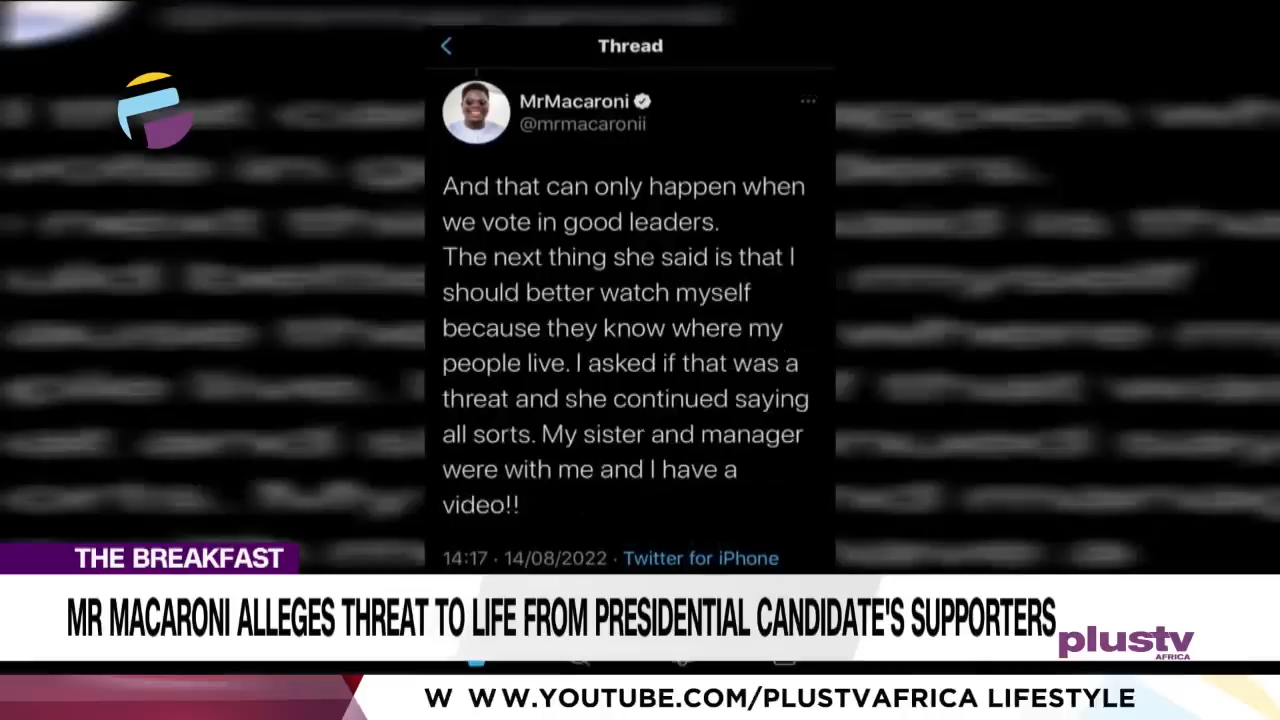 Thread
MrMacaroni
@mrmacaronii
And that can only happen when
we vote in good leaders.
The next thing she said is that I
should better watch myself
because they know where my
people live. I asked if that was a
threat and she continued saying
all sorts. My sister and manager
were with me and I have a
video!!
14:17 · 14/08/2022 · Twitter for iPhone
THE BREAKFAST
MR MACARONI ALLEGES THREAT TO LIFE FROM PRESIDENTIAL CANDIDATE'S SUPPORTERS
plustv
AFRICA
W WW.YOUTUBE.COM/PLUSTVAFRICA LIFESTYLE